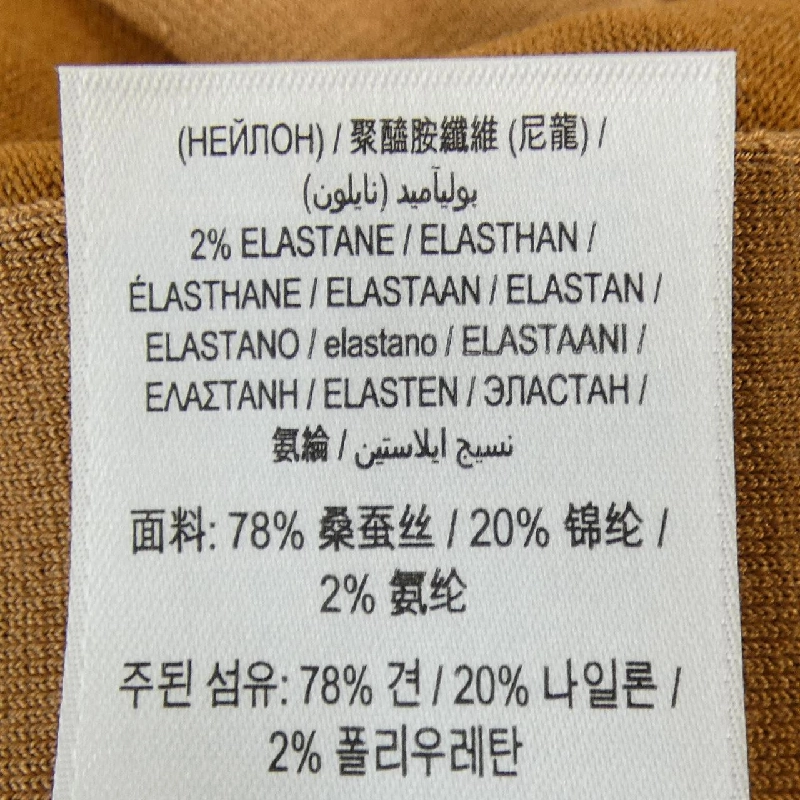 (НЕЙЛОН) / 聚醯胺纖維 (尼龍) /
بولياميد (نايلون)
2% ELASTANE / ELASTHAN /
ÉLASTHANE / ELASTAAN / ELASTAN /
ELASTANO / elastano / ELASTAANI /
ΕΛΑΣΤΑΝΗ / ELASTEN / ЭЛАСТАН /
氨綸 / نسيج ايلاستين
面料: 78% 桑蚕丝 / 20% 锦纶 /
2% 氨纶
주된 섬유: 78% 견 / 20% 나일론 /
2% 폴리우레탄